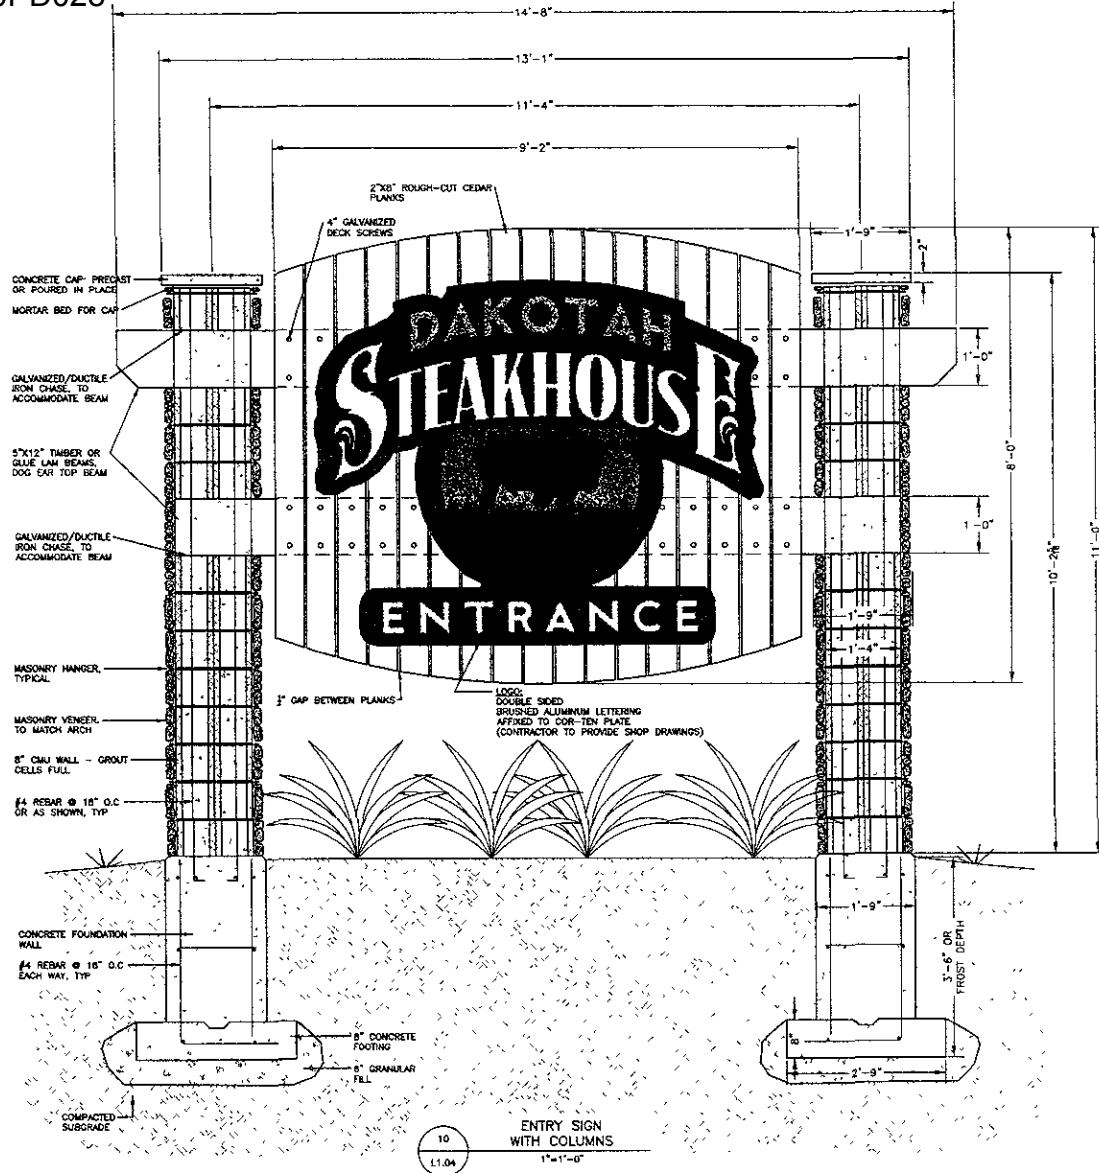 14'-8"
13'-1"
11'-4"
9'-2"
2"X8" ROUGH-CUT CEDAR
PLANKS
4" GALVANIZED
DECK SCREWS
1'-9"
2"
CONCRETE CAP PRECAST
OR POURED IN PLACE
MORTAR BED FOR CAP
DAKOTAH
STEAKHOUSE
ENTRANCE
1'-0"
GALVANIZED/DUCTILE
IRON CHASE, TO
ACCOMMODATE BEAM
5"X12" TIMBER OR
GLUE LAM BEAMS,
DOG EAR TOP BEAM
8'-0"
1'-0"
10'-2⅝"
11'-0"
GALVANIZED/DUCTILE
IRON CHASE, TO
ACCOMMODATE BEAM
1'-9"
1'-4"
MASONRY HANGER,
TYPICAL
GAP BETWEEN PLANKS
LOGO:
DOUBLE SIDED
BRUSHED ALUMINUM LETTERING
AFFIXED TO COR-TEN PLATE
(CONTRACTOR TO PROVIDE SHOP DRAWINGS)
MASONRY VENEER,
TO MATCH ARCH
8" CMU WALL - GROUT
CELLS FULL
#4 REBAR @ 16" O.C
OR AS SHOWN, TYP
1'-9"
3'-6" OR
FROST DEPTH
CONCRETE FOUNDATION
WALL
#4 REBAR @ 16" O.C
EACH WAY, TYP
8" CONCRETE
FOOTING
6" GRANULAR
FILL
8"
2'-9"
COMPACTED
SUBGRADE
10
L1.04
ENTRY SIGN
WITH COLUMNS
1"=1'-0"